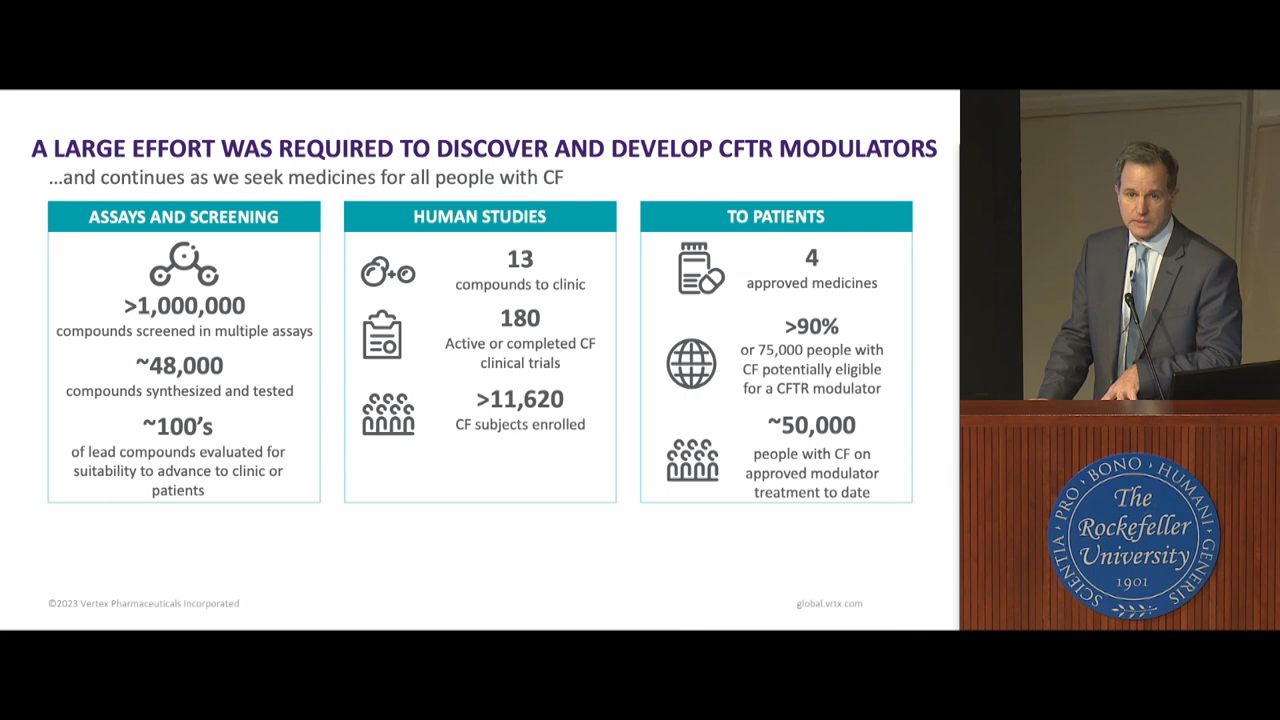 A LARGE EFFORT WAS REQUIRED TO DISCOVER AND DEVELOP CFTR MODULATORS
...and continues as we seek medicines for all people with CF
ASSAYS AND SCREENING
>1,000,000
compounds screened in multiple assays
~48,000
compounds synthesized and tested
~100's
of lead compounds evaluated for
suitability to advance to clinic or
patients
HUMAN STUDIES
13
compounds to clinic
180
Active or completed CF
clinical trials
>11,620
CF subjects enrolled
TO PATIENTS
4
approved medicines
>90%
or 75,000 people with
CF potentially eligible
for a CFTR modulator
~50,000
people with CF on
approved modulator
treatment to date
©2023 Vertex Pharmaceuticals Incorporated
global.vrtx.com
SCIENTIA · PRO · BONO · HUMANI · GENERIS
The
Rockefeller
University
1901